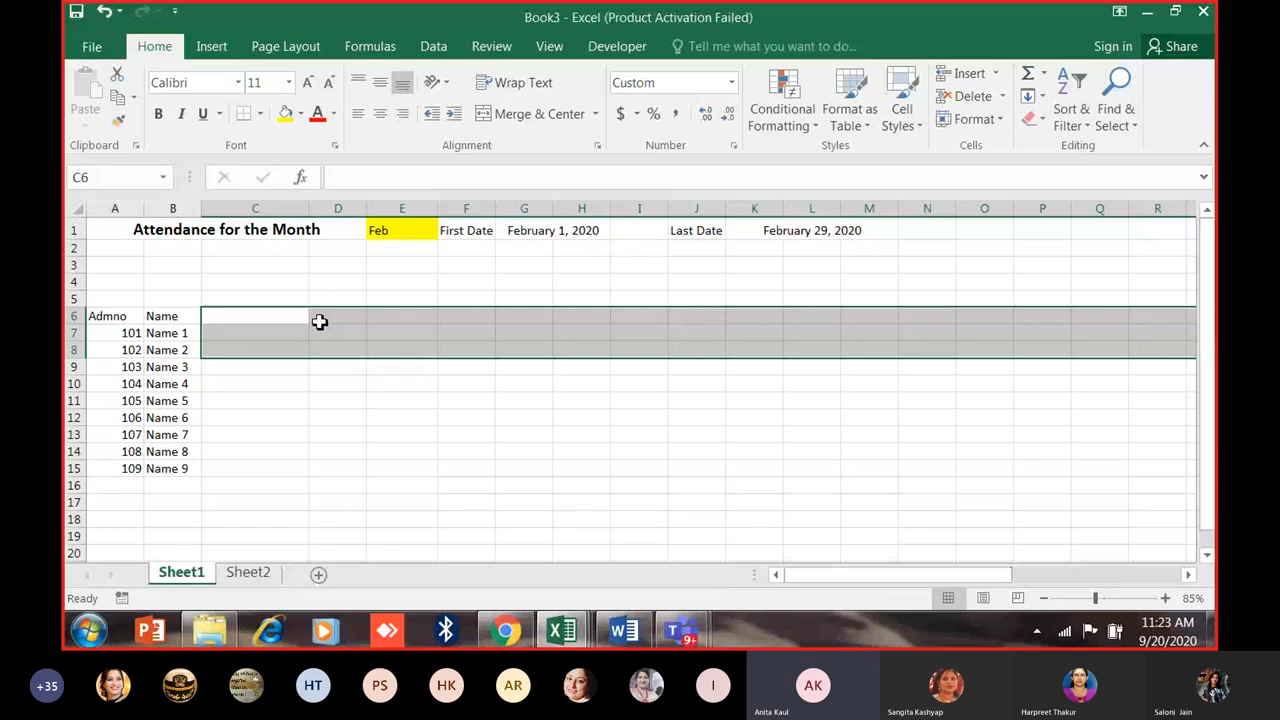 Book3 - Excel (Product Activation Failed)
File Home Insert Page Layout Formulas Data Review View Developer Tell me what you want to do... Sign in Share
Paste Calibri 11 Wrap Text Custom Insert
B I U Merge & Center $ % Conditional Formatting Format as Table Cell Styles Delete Sort & Filter Find & Select
Format
Clipboard Font Alignment Number Styles Cells Editing
C6 fx
A B C D E F G H I J K L M N O P Q R
1 Attendance for the Month Feb First Date February 1, 2020 Last Date February 29, 2020
2
3
4
5
6 Admno Name
7 101 Name 1
8 102 Name 2
9 103 Name 3
10 104 Name 4
11 105 Name 5
12 106 Name 6
13 107 Name 7
14 108 Name 8
15 109 Name 9
16
17
18
19
20
Sheet1 Sheet2
Ready 85%
9+ 11:23 AM
9/20/2020
+35 HT PS HK AR I AK
Anita Kaul Sangita Kashyap Harpreet Thakur Saloni Jain